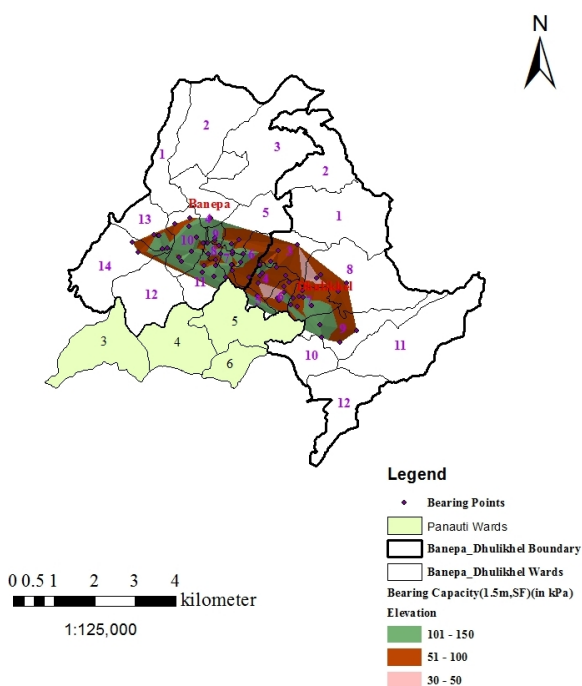 N
2
3
1
2
Banepa
5
1
13
10
8
14
11
12
5
3
4
6
10
11
12
Legend
Bearing Points
Panauti Wards
Banepa_Dhulikhel Boundary
Banepa_Dhulikhel Wards
Bearing Capacity(1.5m,SF)(in kPa)
Elevation
101 - 150
51 - 100
30 - 50
0 0.5 1 2 3 4
kilometer
1:125,000